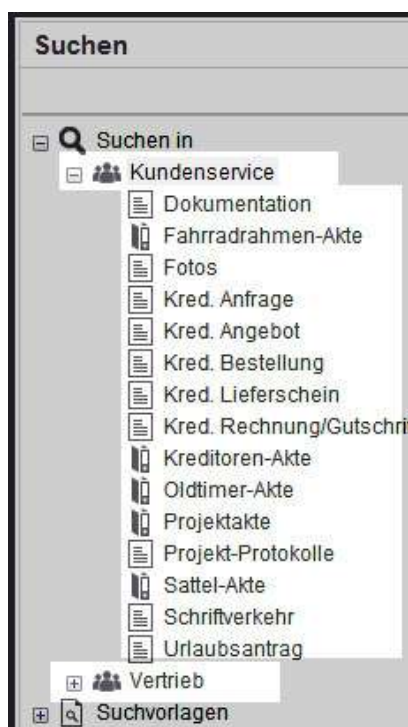 Suchen
Suchen in
Kundenservice
Dokumentation
Fahrradrahmen-Akte
Fotos
Kred. Anfrage
Kred. Angebot
Kred. Bestellung
Kred. Lieferschein
Kred. Rechnung/Gutschri
Kreditoren-Akte
Oldtimer-Akte
Projektakte
Projekt-Protokolle
Sattel-Akte
Schriftverkehr
Urlaubsantrag
Vertrieb
Suchvorlagen